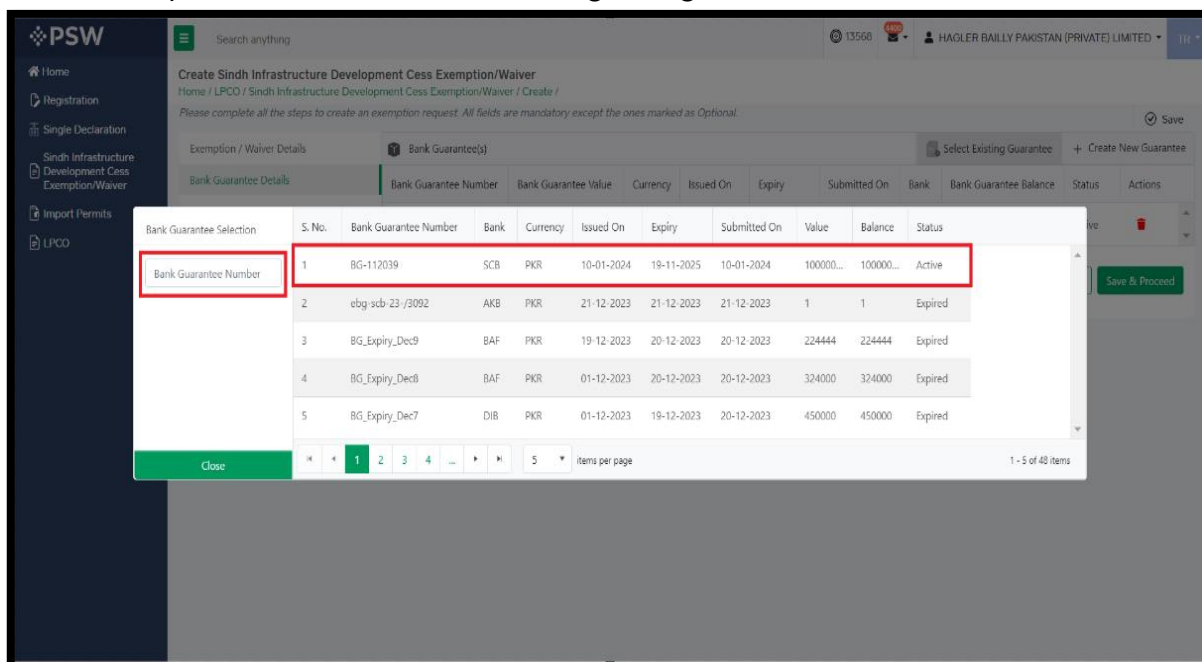 PSW
Search anything
13568
HAGLER BAILLY PAKISTAN (PRIVATE) LIMITED
TR
Home
Registration
Single Declaration
Sindh Infrastructure
Development Cess
Exemption/Waiver
Import Permits
LPCO
Create Sindh Infrastructure Development Cess Exemption/Waiver
Home / LPCO / Sindh Infrastructure Development Cess Exemption/Waiver / Create /
Please complete all the steps to create an exemption request. All fields are mandatory except the ones marked as Optional.
Save
Exemption / Waiver Details
Bank Guarantee Details
Bank Guarantee(s)
Select Existing Guarantee
+ Create New Guarantee
Bank Guarantee Number Bank Guarantee Value Currency Issued On Expiry Submitted On Bank Bank Guarantee Balance Status Actions
Save & Proceed
Bank Guarantee Selection
Bank Guarantee Number
Close
S. No. Bank Guarantee Number Bank Currency Issued On Expiry Submitted On Value Balance Status
1 BG-112039 SCB PKR 10-01-2024 19-11-2025 10-01-2024 100000... 100000... Active
2 ebg-scb-23-/3092 AKB PKR 21-12-2023 21-12-2023 21-12-2023 1 1 Expired
3 BG_Expiry_Dec9 BAF PKR 19-12-2023 20-12-2023 20-12-2023 224444 224444 Expired
4 BG_Expiry_Dec8 BAF PKR 01-12-2023 20-12-2023 20-12-2023 324000 324000 Expired
5 BG_Expiry_Dec7 DIB PKR 01-12-2023 19-12-2023 20-12-2023 450000 450000 Expired
1 2 3 4 ... 5 items per page
1 - 5 of 48 items